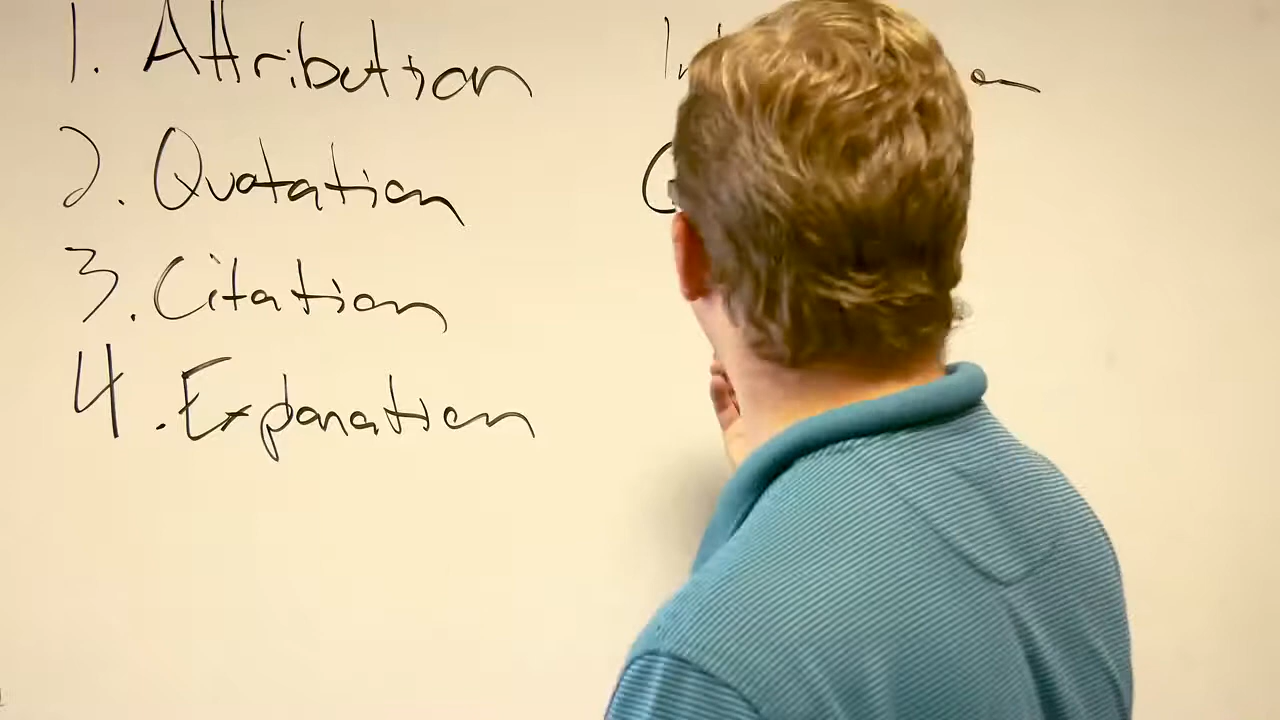 1. Attribution
2. Quotation
3. Citation
4. Explanation